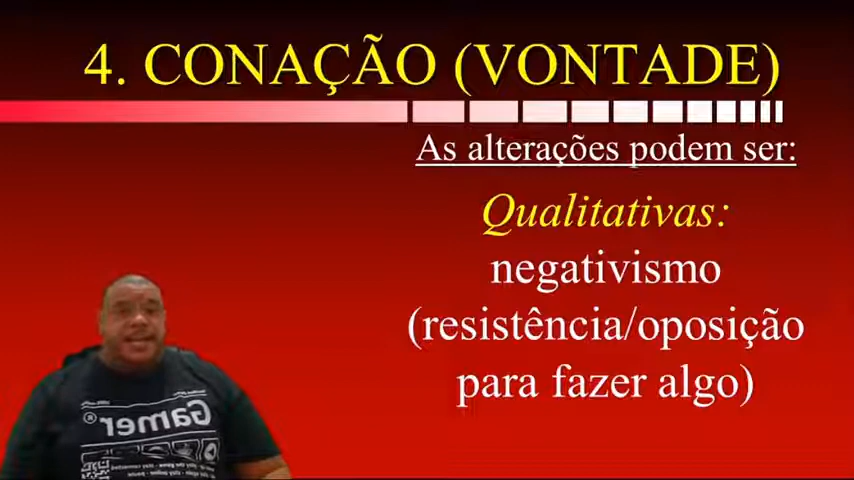 4. CONAÇÃO (VONTADE)
As alterações podem ser:
Qualitativas:
negativismo
(resistência/oposição
para fazer algo)
Gamer®